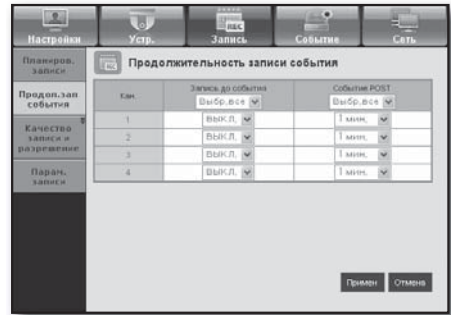 Настройки Устр. Запись Событие Сеть
REC
Планиров.
записи
Продол.зап
события
Качество
записи и
разрешение
Парам.
записи
REC Продолжительность записи события
Кан... Запись до события Событие POST
Выбр.все Выбр.все
1 ВЫКЛ. 1 мин.
2 ВЫКЛ. 1 мин.
3 ВЫКЛ. 1 мин.
4 ВЫКЛ. 1 мин.
Примен Отмена